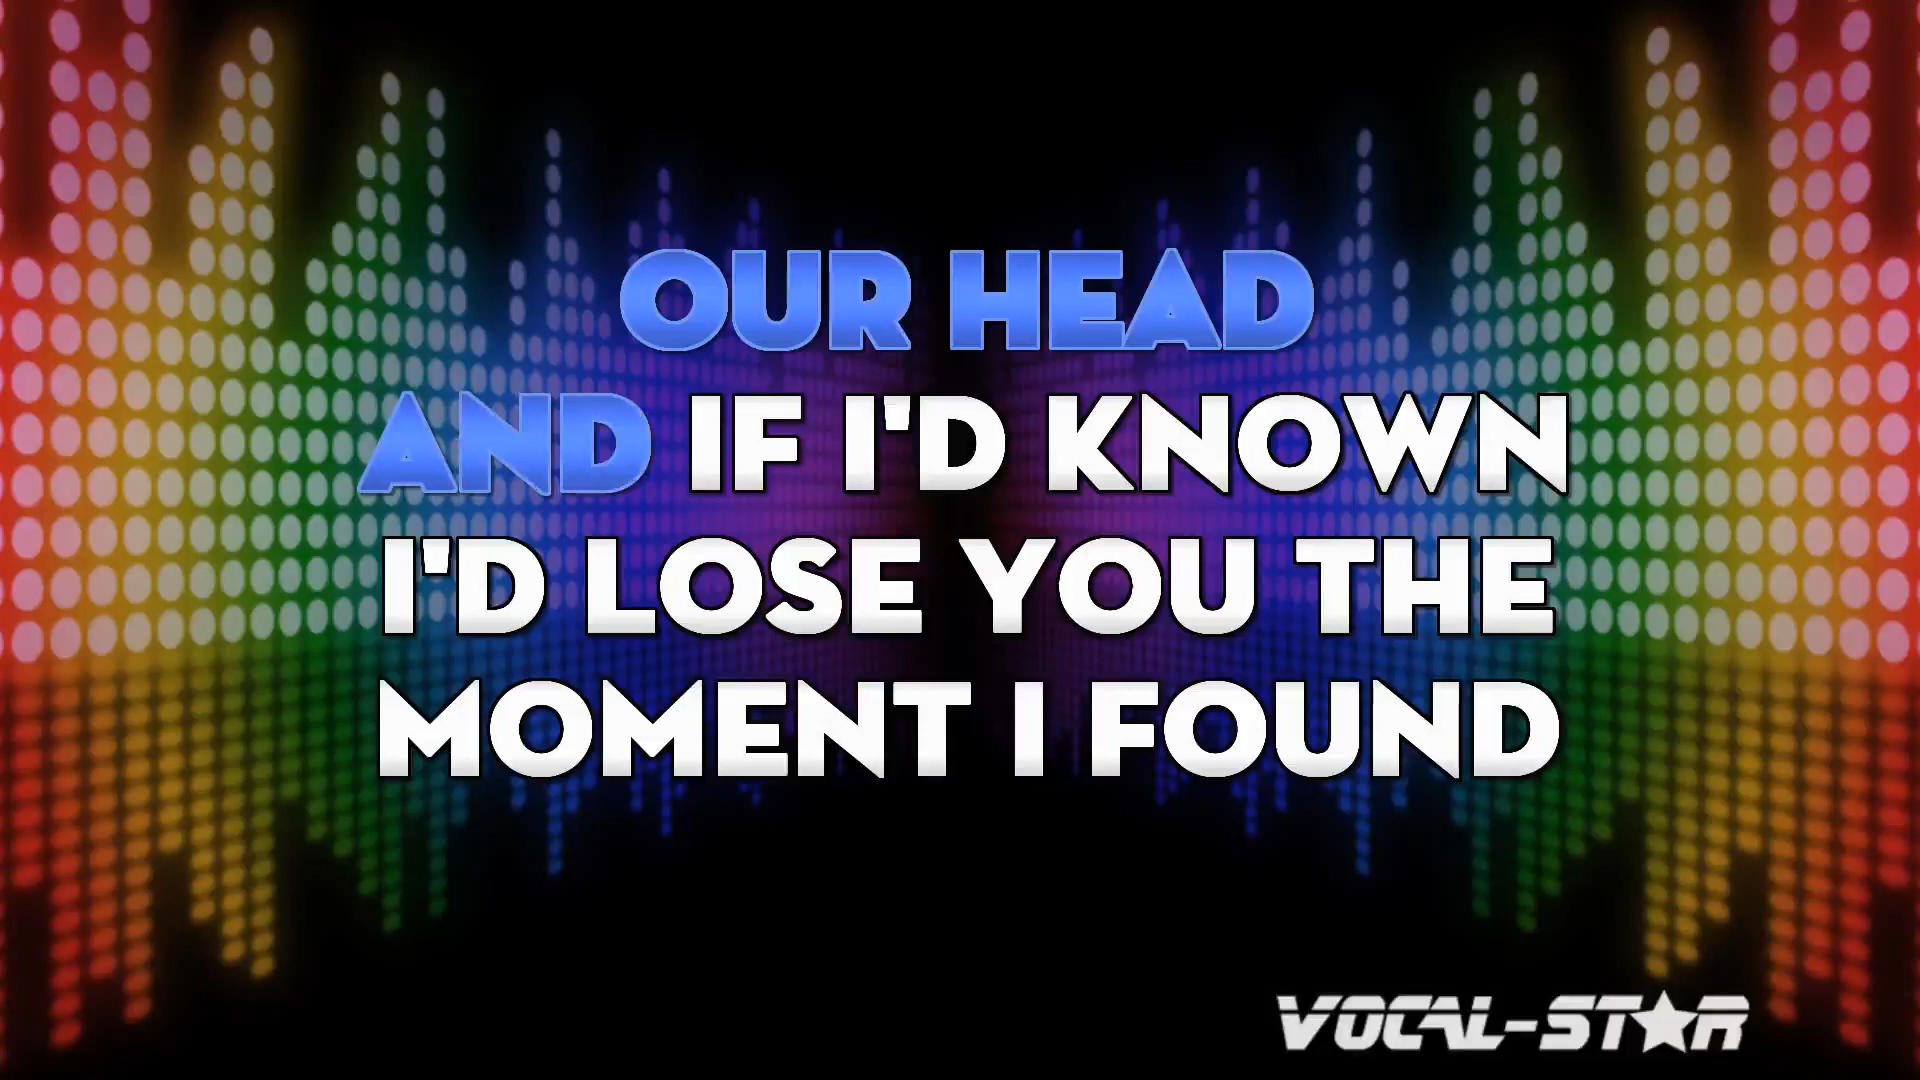 OUR HEAD
AND IF I'D KNOWN
I'D LOSE YOU THE
MOMENT I FOUND
VOCAL-STAR